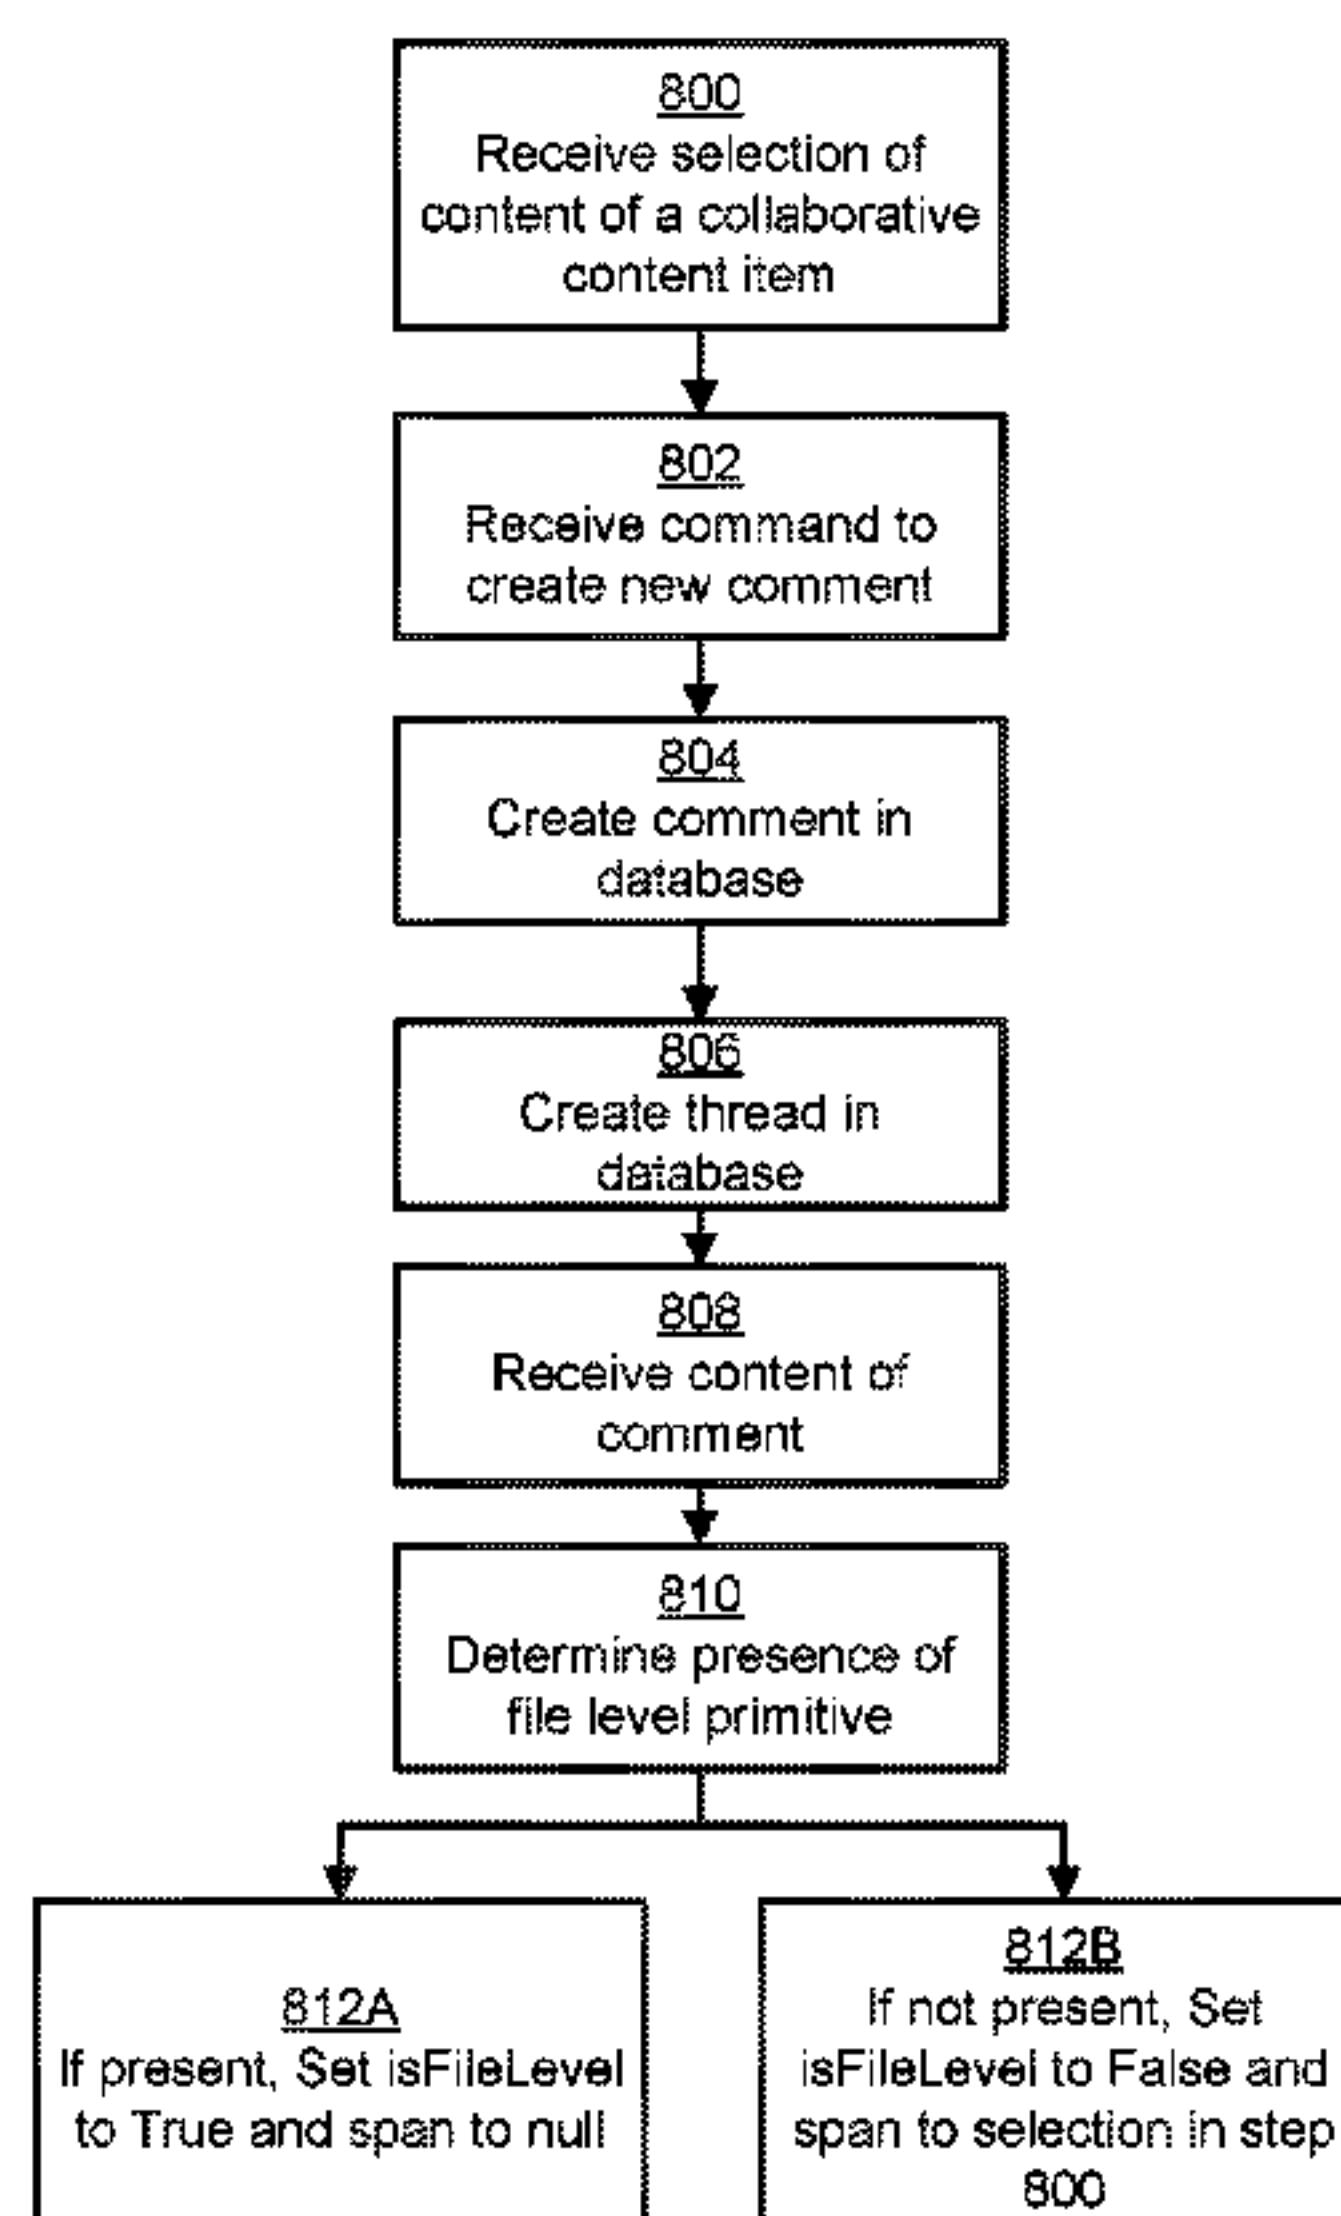 800
Receive selection of
content of a collaborative
content item
802
Receive command to
create new comment
804
Create comment in
database
806
Create thread in
database
808
Receive content of
comment
810
Determine presence of
file level primitive
812A
If present, Set isFileLevel
to True and span to null
812B
If not present, Set
isFileLevel to False and
span to selection in step
800